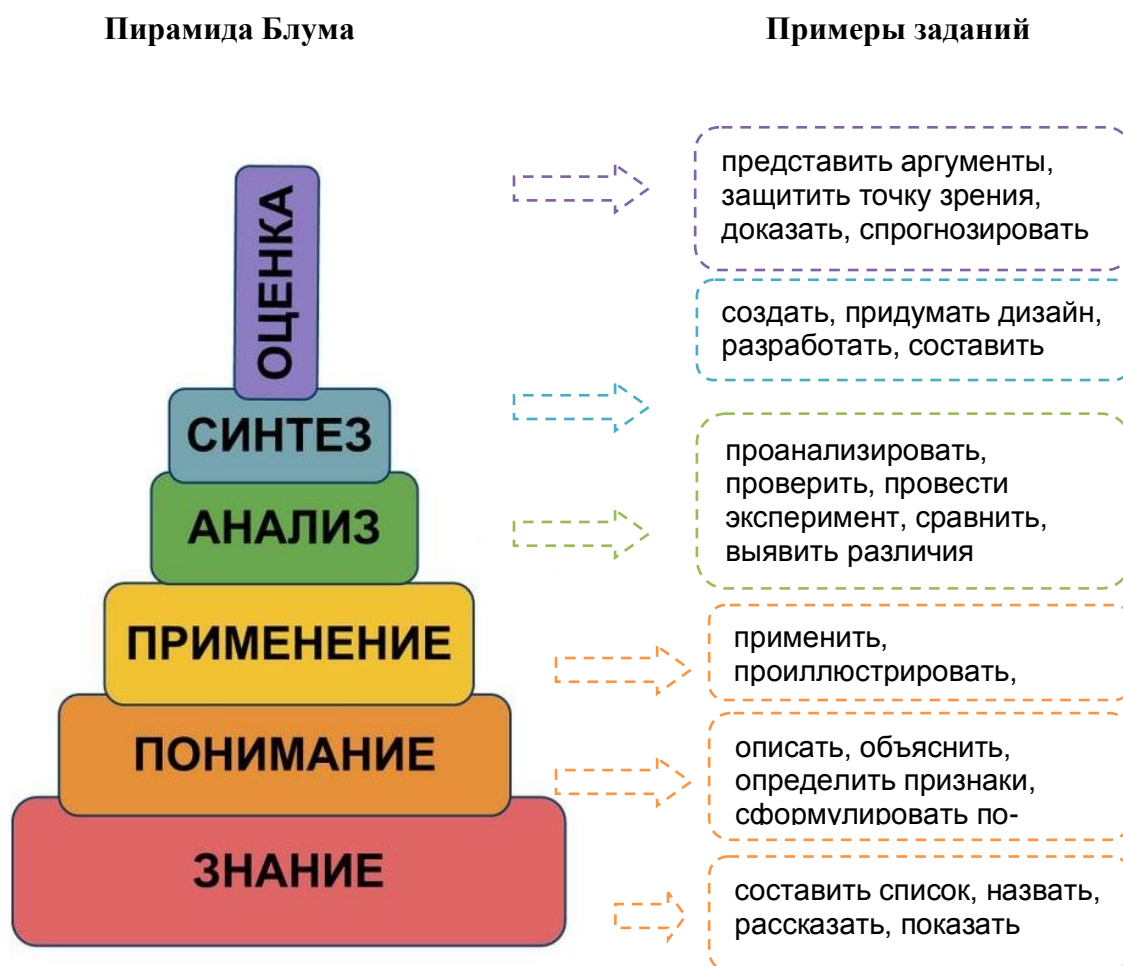 Пирамида Блума
Примеры заданий
ОЦЕНКА
представить аргументы,
защитить точку зрения,
доказать, спрогнозировать
СИНТЕЗ
создать, придумать дизайн,
разработать, составить
АНАЛИЗ
проанализировать,
проверить, провести
эксперимент, сравнить,
выявить различия
ПРИМЕНЕНИЕ
применить,
проиллюстрировать,
ПОНИМАНИЕ
описать, объяснить,
определить признаки,
сформулировать по-
ЗНАНИЕ
составить список, назвать,
рассказать, показать